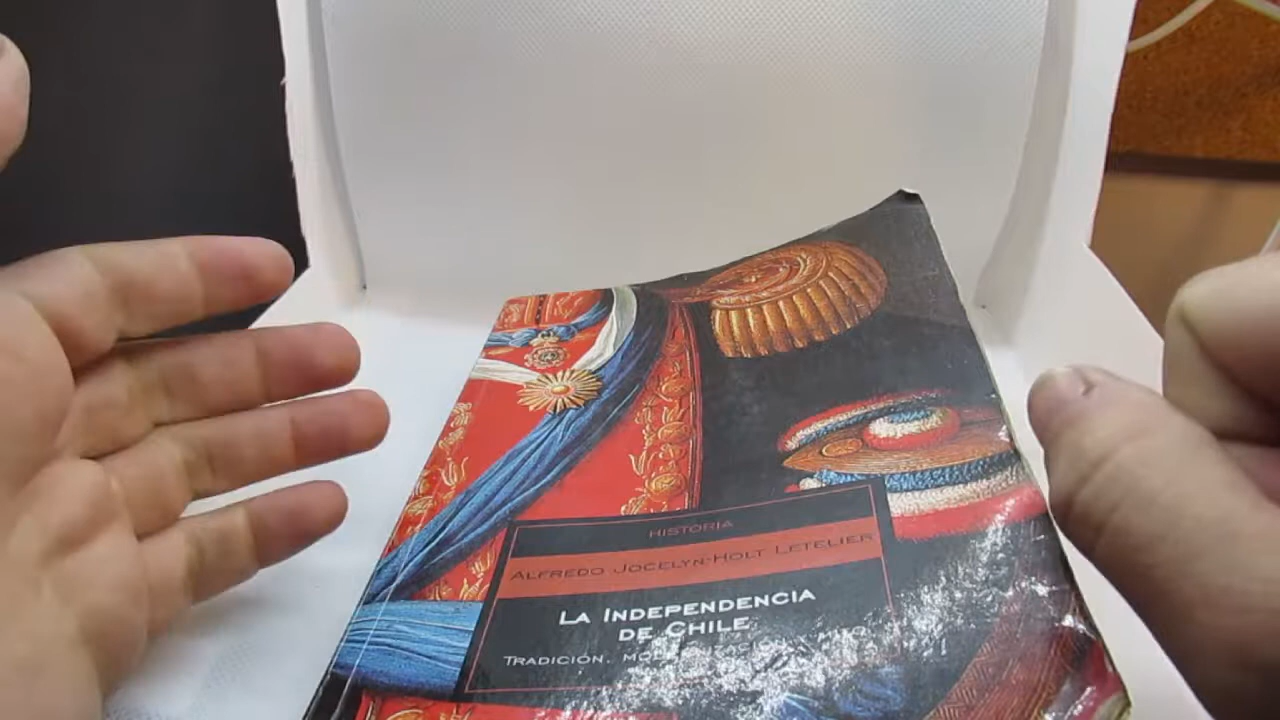 HISTORIA
ALFREDO JOCELYN-HOLT LETELIER
LA INDEPENDENCIA
DE CHILE
TRADICIÓN,